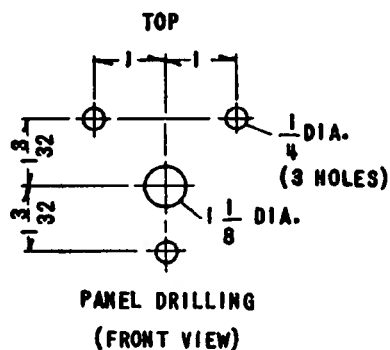 TOP
1 1
1 3/32
1 3/32
1/4 DIA.
(3 HOLES)
1 1/8 DIA.
PANEL DRILLING
(FRONT VIEW)